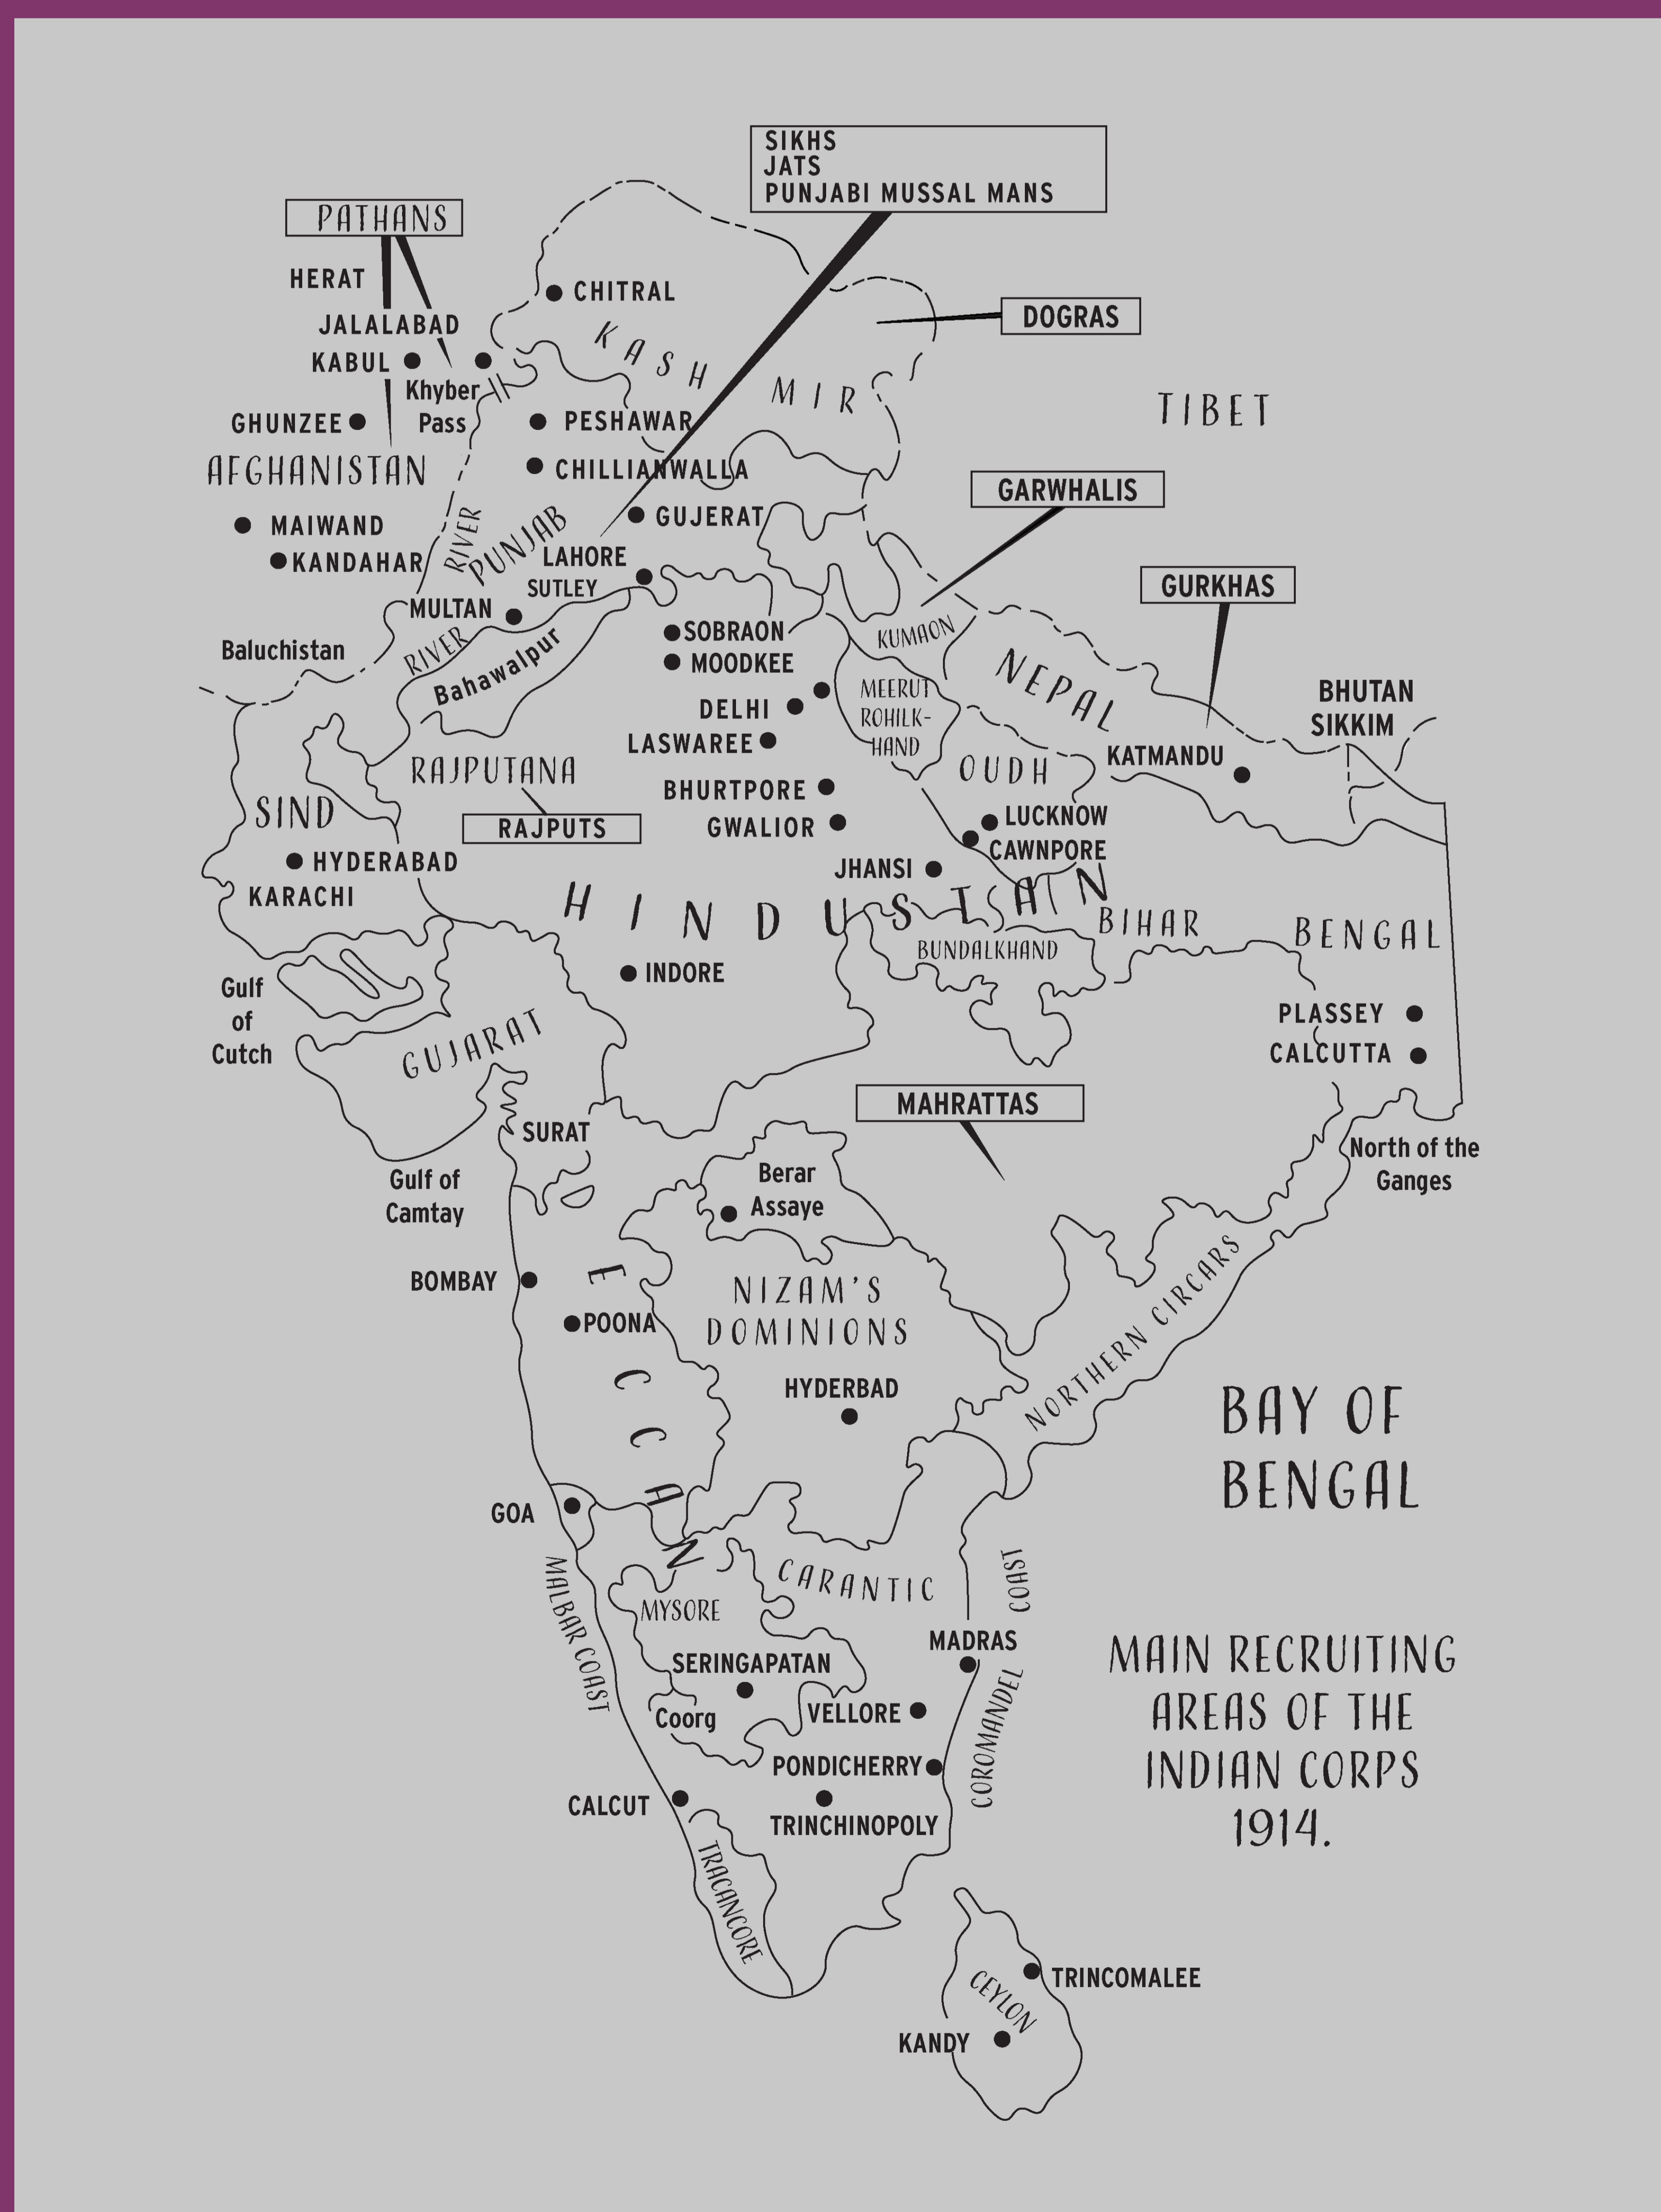 SIKHS
JATS
PUNJABI MUSSAL MANS
PATHANS
HERAT
CHITRAL
DOGRAS
JALALABAD
KABUL
KASHMIR
Khyber
Pass
TIBET
GHUNZEE
PESHAWAR
AFGHANISTAN
CHILLIANWALLA
GARWHALIS
MAIWAND
GUJERAT
KANDAHAR
RIVER
PUNJAB
LAHORE
SUTLEY
GURKHAS
MULTAN
Baluchistan
RIVER
Bahawalpur
SOBRAON
KUMAON
MOODKEE
NEPAL
MEERUT
ROHILK-
HAND
DELHI
BHUTAN
SIKKIM
LASWAREE
RAJPUTANA
OUDH
KATMANDU
BHURTPORE
SIND
RAJPUTS
GWALIOR
LUCKNOW
CAWNPORE
HYDERABAD
JHANSI
KARACHI
HINDUSTAN
BIHAR
BENGAL
BUNDALKHAND
INDORE
Gulf
of
Cutch
PLASSEY
CALCUTTA
GUJARAT
MAHRATTAS
SURAT
North of the
Ganges
Gulf of
Camtay
Berar
Assaye
BOMBAY
DECCAN
POONA
NIZAM'S
DOMINIONS
NORTHERN CIRCARS
HYDERBAD
BAY OF
BENGAL
GOA
MALBAR COAST
CARANTIC
COAST
MYSORE
MADRAS
SERINGAPATAN
Coorg
VELLORE
COROMANDEL
PONDICHERRY
CALCUT
TRINCHINOPOLY
MAIN RECRUITING
AREAS OF THE
INDIAN CORPS
1914.
TRACANCORE
TRINCOMALEE
CEYLON
KANDY